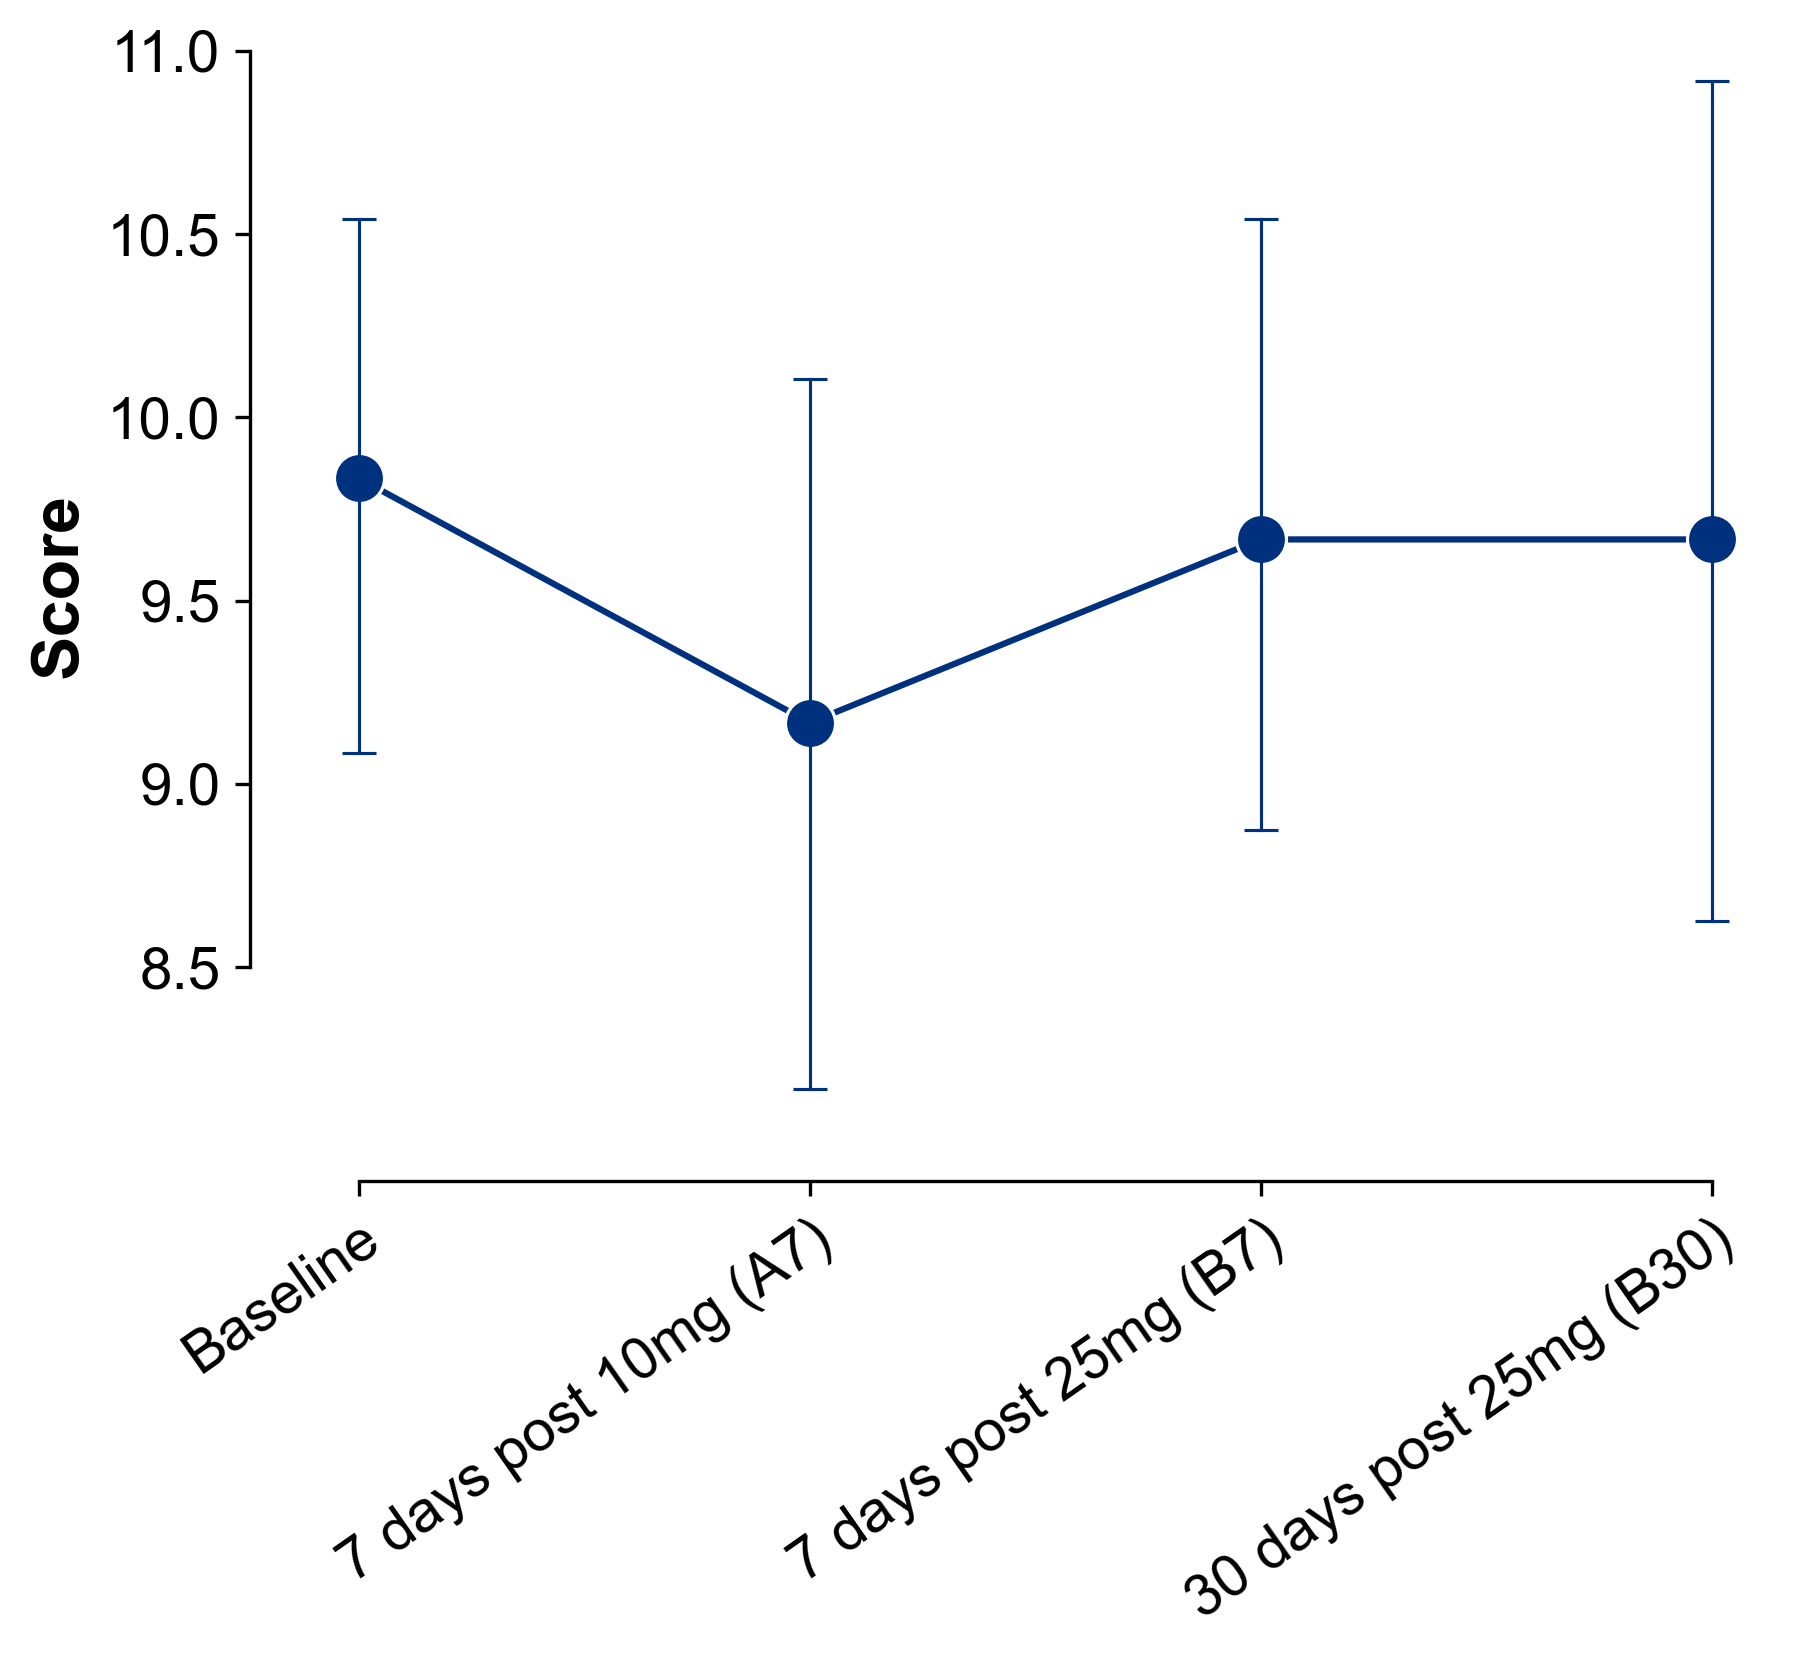 11.0
10.5
10.0
9.5
9.0
8.5
Score
Baseline
7 days post 10mg (A7)
7 days post 25mg (B7)
30 days post 25mg (B30)